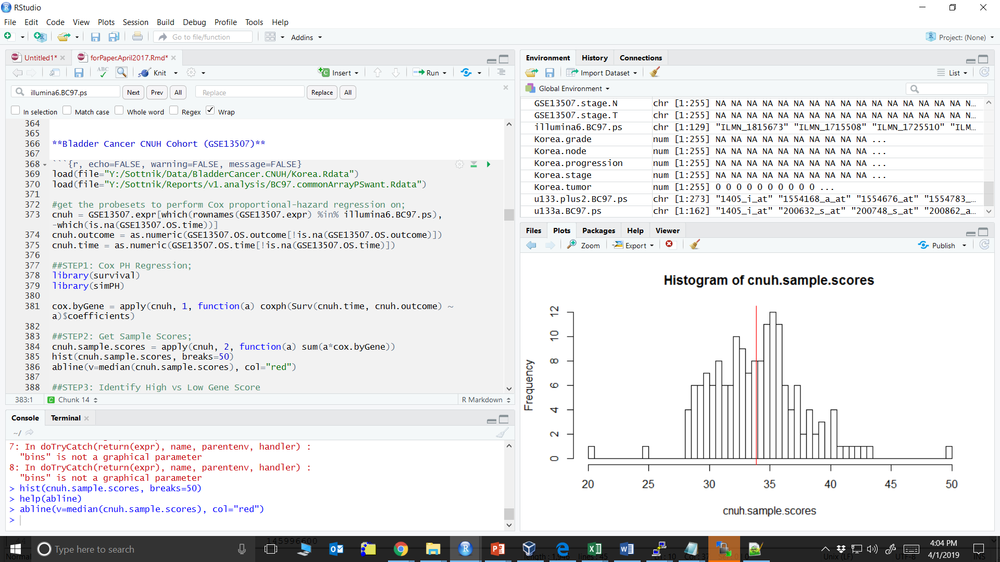 RStudio
File Edit Code View Plots Session Build Debug Profile Tools Help
Go to file/function Addins Project: (None)
Untitled1* forPaper.April2017.Rmd*
ABC Knit Insert Run
illumina6.BC97.ps Next Prev All Replace Replace All
In selection Match case Whole word Regex Wrap
364
365
366 **Bladder Cancer CNUH Cohort (GSE13507)**
367
368 ```{r, echo=FALSE, warning=FALSE, message=FALSE}
369 load(file="Y:/Sottnik/Data/BladderCancer.CNUH/Korea.Rdata")
370 load(file="Y:/Sottnik/Reports/v1.analysis/BC97.commonArrayPSwant.Rdata")
371
372 #get the probesets to perform Cox proportional-hazard regression on;
373 cnuh = GSE13507.expr[which(rownames(GSE13507.expr) %in% illumina6.BC97.ps),
-which(is.na(GSE13507.OS.time))]
374 cnuh.outcome = as.numeric(GSE13507.OS.outcome[!is.na(GSE13507.OS.outcome)])
375 cnuh.time = as.numeric(GSE13507.OS.time[!is.na(GSE13507.OS.time)])
376
377 ##STEP1: Cox PH Regression;
378 library(survival)
379 library(simPH)
380
381 cox.byGene = apply(cnuh, 1, function(a) coxph(Surv(cnuh.time, cnuh.outcome) ~
a)$coefficients)
382
383 ##STEP2: Get Sample Scores;
384 cnuh.sample.scores = apply(cnuh, 2, function(a) sum(a*cox.byGene))
385 hist(cnuh.sample.scores, breaks=50)
386 abline(v=median(cnuh.sample.scores), col="red")
387
388 ##STEP3: Identify High vs Low Gene Score
383:1 Chunk 14 R Markdown
Console Terminal
~/
7: In doTryCatch(return(expr), name, parentenv, handler) :
"bins" is not a graphical parameter
8: In doTryCatch(return(expr), name, parentenv, handler) :
"bins" is not a graphical parameter
> hist(cnuh.sample.scores, breaks=50)
> help(abline)
> abline(v=median(cnuh.sample.scores), col="red")
>
Environment History Connections
Import Dataset List
Global Environment
GSE13507.stage.N chr [1:255] NA NA NA NA NA NA NA NA NA NA NA NA NA NA NA NA N...
GSE13507.stage.T chr [1:255] NA NA NA NA NA NA NA NA NA NA NA NA NA NA NA NA N...
illumina6.BC97.ps chr [1:129] "ILMN_1815673" "ILMN_1715508" "ILMN_1725510" "ILM...
Korea.grade num [1:255] NA NA NA NA NA NA NA NA NA NA ...
Korea.node num [1:255] NA NA NA NA NA NA NA NA NA NA ...
Korea.progression num [1:255] NA NA NA NA NA NA NA NA NA NA ...
Korea.stage num [1:255] NA NA NA NA NA NA NA NA NA NA ...
Korea.tumor num [1:255] 0 0 0 0 0 0 0 0 0 0 ...
u133.plus2.BC97.ps chr [1:273] "1405_i_at" "1554168_a_at" "1554676_at" "1554783_...
u133a.BC97.ps chr [1:162] "1405_i_at" "200632_s_at" "200748_s_at" "200862_a...
Files Plots Packages Help Viewer
Zoom Export Publish
Histogram of cnuh.sample.scores
Frequency
12
10
8
6
4
2
0
20 25 30 35 40 45 50
cnuh.sample.scores
145996600
Type here to search
4:04 PM
4/1/2019
Normal length : 1,946 lines : 45 Ln : 10 Unix (LF) UTF-8 INS